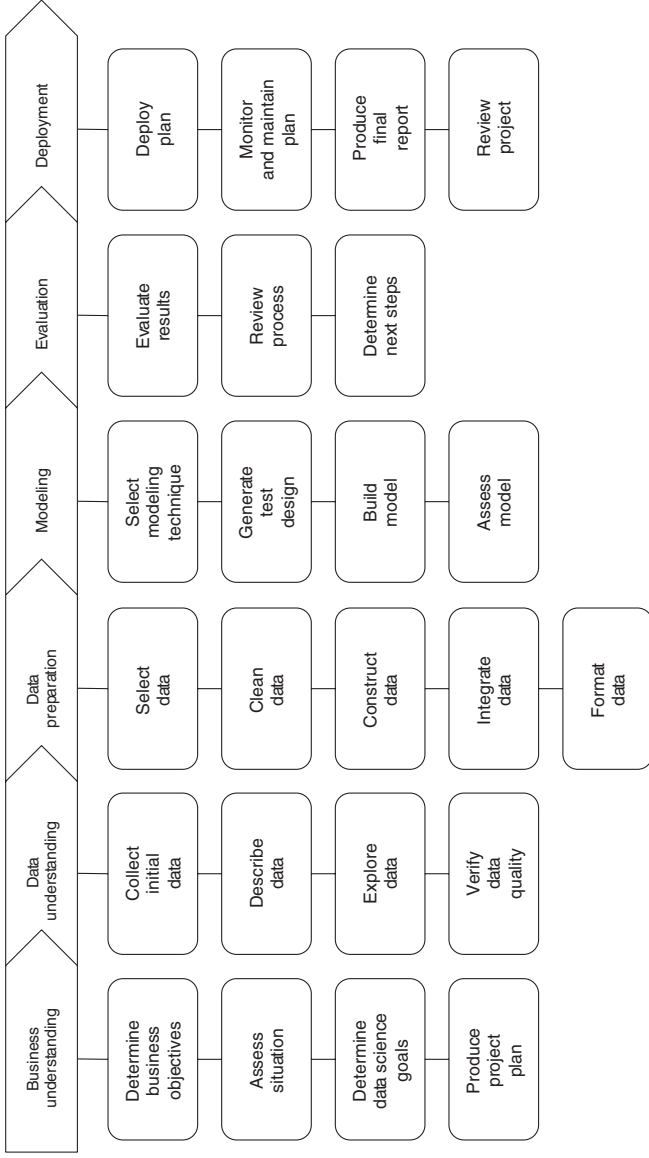 Business
understanding
Data
understanding
Data
preparation
Modeling
Evaluation
Deployment
Determine
business
objectives
Assess
situation
Determine
data science
goals
Produce
project
plan
Collect
initial
data
Describe
data
Explore
data
Verify
data
quality
Select
data
Clean
data
Construct
data
Integrate
data
Format
data
Select
modeling
technique
Generate
test
design
Build
model
Assess
model
Evaluate
results
Review
process
Determine
next steps
Deploy
plan
Monitor
and maintain
plan
Produce
final
report
Review
project